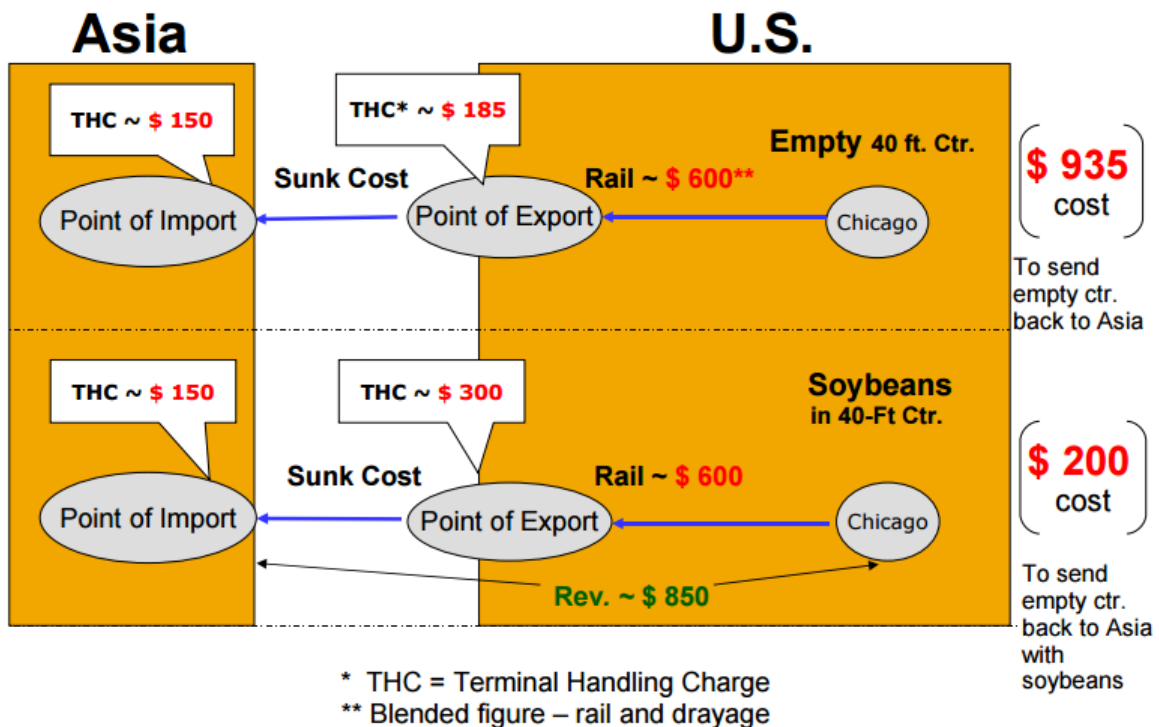 Asia
U.S.
THC ~ $ 150
THC* ~ $ 185
Empty 40 ft. Ctr.
Sunk Cost
Rail ~ $ 600**
Point of Import
Point of Export
Chicago
$ 935
cost
To send
empty ctr.
back to Asia
THC ~ $ 150
THC ~ $ 300
Soybeans
in 40-Ft Ctr.
Sunk Cost
Rail ~ $ 600
Point of Import
Point of Export
Chicago
Rev. ~ $ 850
$ 200
cost
To send
empty ctr.
back to Asia
with
soybeans
* THC = Terminal Handling Charge
** Blended figure – rail and drayage